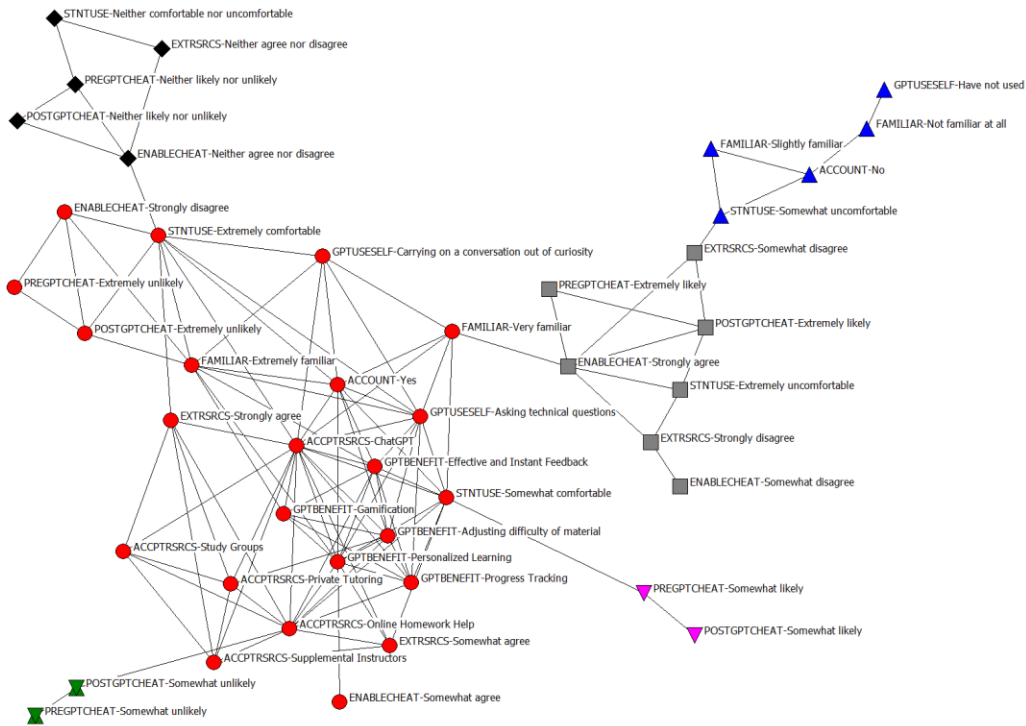 STNTUSE-Neither comfortable nor uncomfortable
EXTRSRCS-Neither agree nor disagree
PREGPTCHEAT-Neither likely nor unlikely
GPTUSESELF-Have not used
POSTGPTCHEAT-Neither likely nor unlikely
FAMILIAR-Not familiar at all
FAMILIAR-Slightly familiar
ENABLECHEAT-Neither agree nor disagree
ACCOUNT-No
ENABLECHEAT-Strongly disagree
STNTUSE-Somewhat uncomfortable
STNTUSE-Extremely comfortable
EXTRSRCS-Somewhat disagree
GPTUSESELF-Carrying on a conversation out of curiosity
PREGPTCHEAT-Extremely unlikely
PREGPTCHEAT-Extremely likely
POSTGPTCHEAT-Extremely likely
POSTGPTCHEAT-Extremely unlikely
FAMILIAR-Very familiar
FAMILIAR-Extremely familiar
ENABLECHEAT-Strongly agree
ACCOUNT-Yes
STNTUSE-Extremely uncomfortable
EXTRSRCS-Strongly agree
GPTUSESELF-Asking technical questions
ACCPTRSRCS-ChatGPT
EXTRSRCS-Strongly disagree
GPTBENEFIT-Effective and Instant Feedback
ENABLECHEAT-Somewhat disagree
STNTUSE-Somewhat comfortable
GPTBENEFIT-Gamification
GPTBENEFIT-Adjusting difficulty of material
ACCPTRSRCS-Study Groups
GPTBENEFIT-Personalized Learning
ACCPTRSRCS-Private Tutoring
GPTBENEFIT-Progress Tracking
PREGPTCHEAT-Somewhat likely
ACCPTRSRCS-Online Homework Help
POSTGPTCHEAT-Somewhat likely
EXTRSRCS-Somewhat agree
ACCPTRSRCS-Supplemental Instructors
POSTGPTCHEAT-Somewhat unlikely
ENABLECHEAT-Somewhat agree
PREGPTCHEAT-Somewhat unlikely